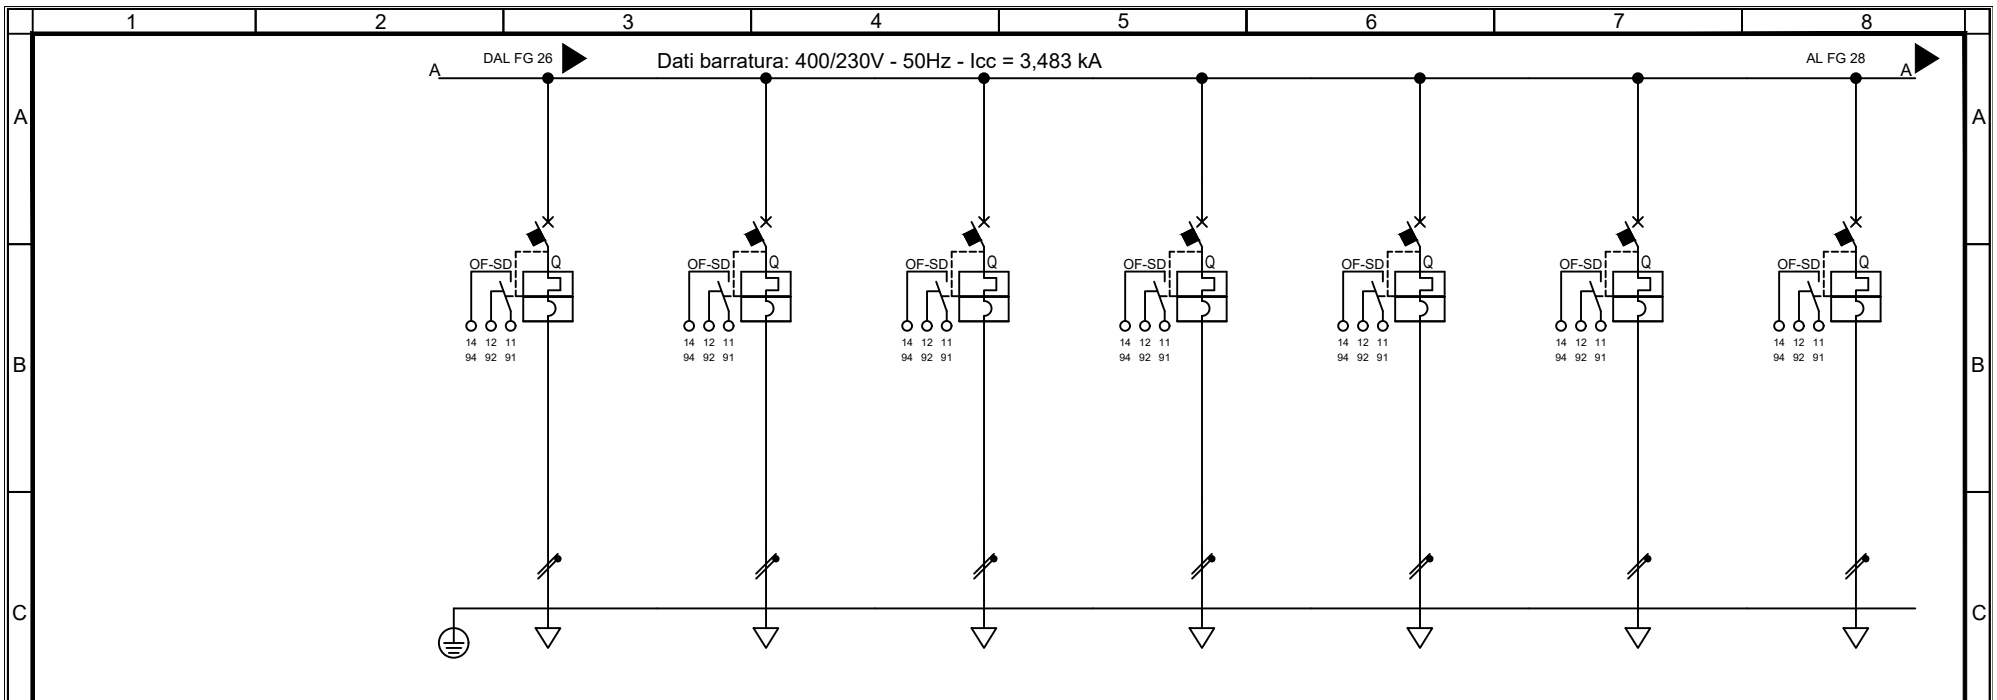 1 2 3 4 5 6 7 8
DAL FG 26 Dati barratura: 400/230V - 50Hz - Icc = 3,483 kA AL FG 28
A A
A A
OF-SD Q OF-SD Q OF-SD Q OF-SD Q OF-SD Q OF-SD Q OF-SD Q
14 12 11 14 12 11 14 12 11 14 12 11 14 12 11 14 12 11 14 12 11
94 92 91 94 92 91 94 92 91 94 92 91 94 92 91 94 92 91 94 92 91
B B
C C